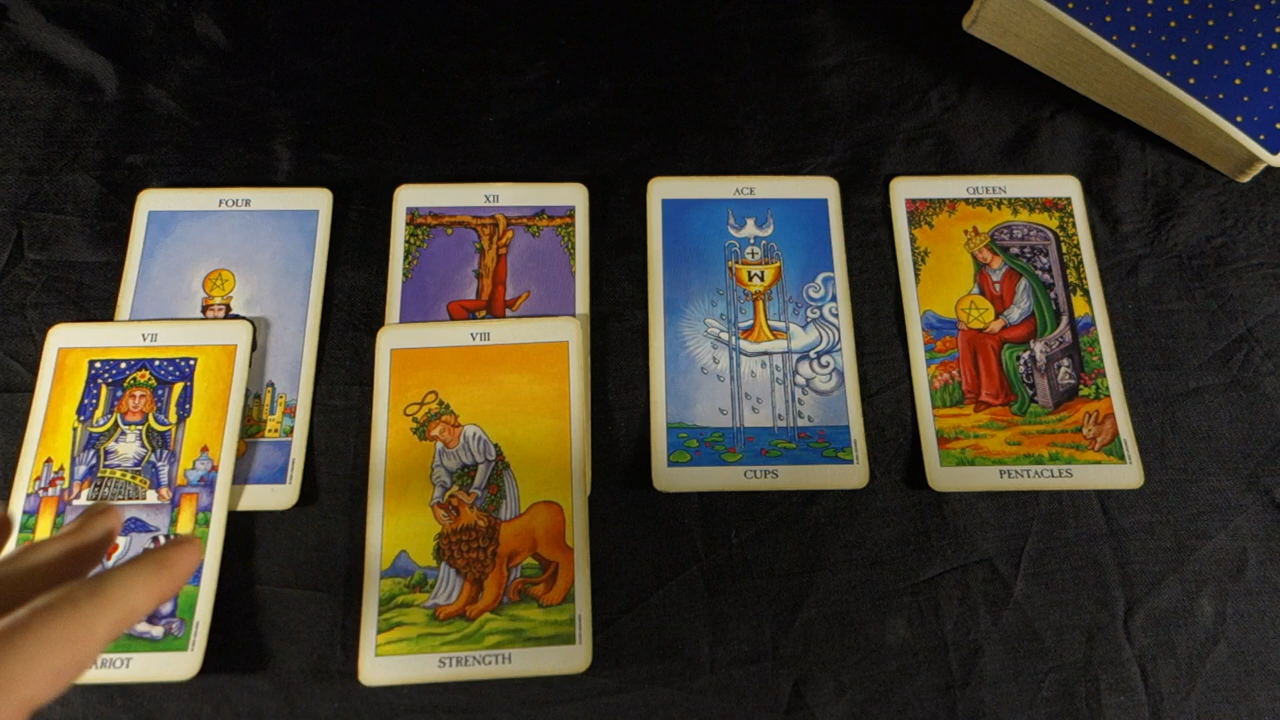 FOUR
XII
ACE
QUEEN
VII
VIII
W
CUPS
PENTACLES
ARIOT
STRENGTH